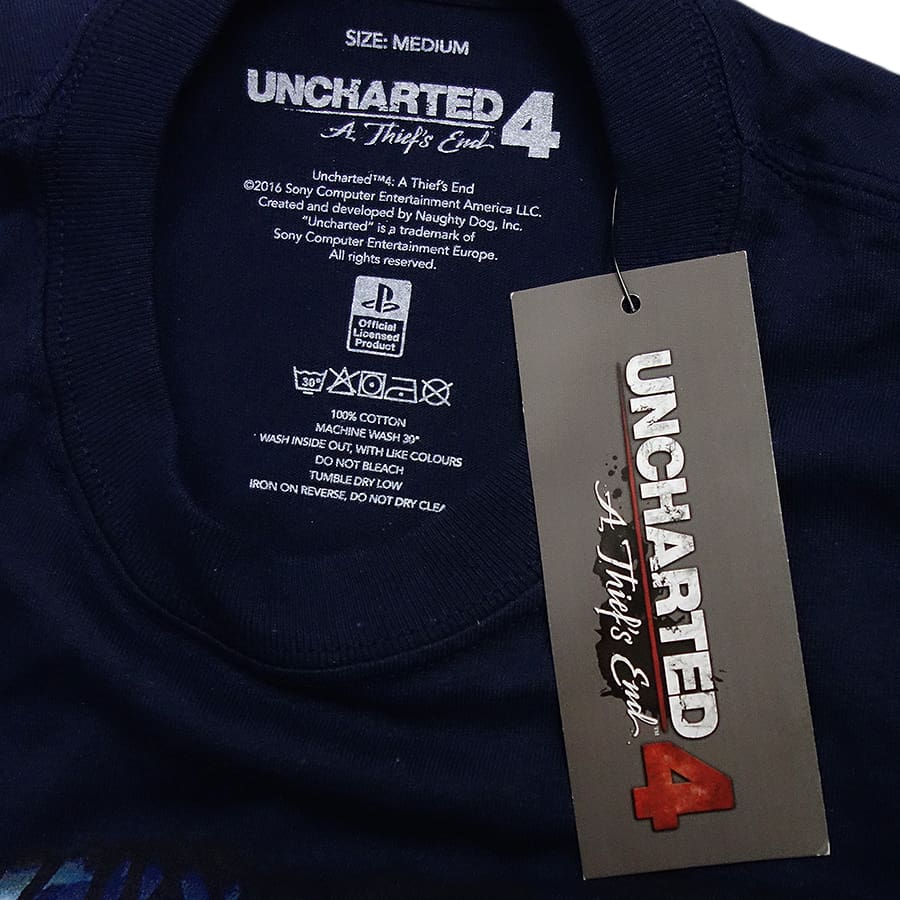 SIZE: MEDIUM
UNCHARTED 4
A Thief's End
Uncharted™4: A Thief's End
©2016 Sony Computer Entertainment America LLC.
Created and developed by Naughty Dog, Inc.
"Uncharted" is a trademark of
Sony Computer Entertainment Europe.
All rights reserved.
Official
Licensed
Product
30°
100% COTTON
MACHINE WASH 30°
WASH INSIDE OUT, WITH LIKE COLOURS
DO NOT BLEACH
TUMBLE DRY LOW
IRON ON REVERSE, DO NOT DRY CLEA
UNCHARTED 4
A Thief's End™